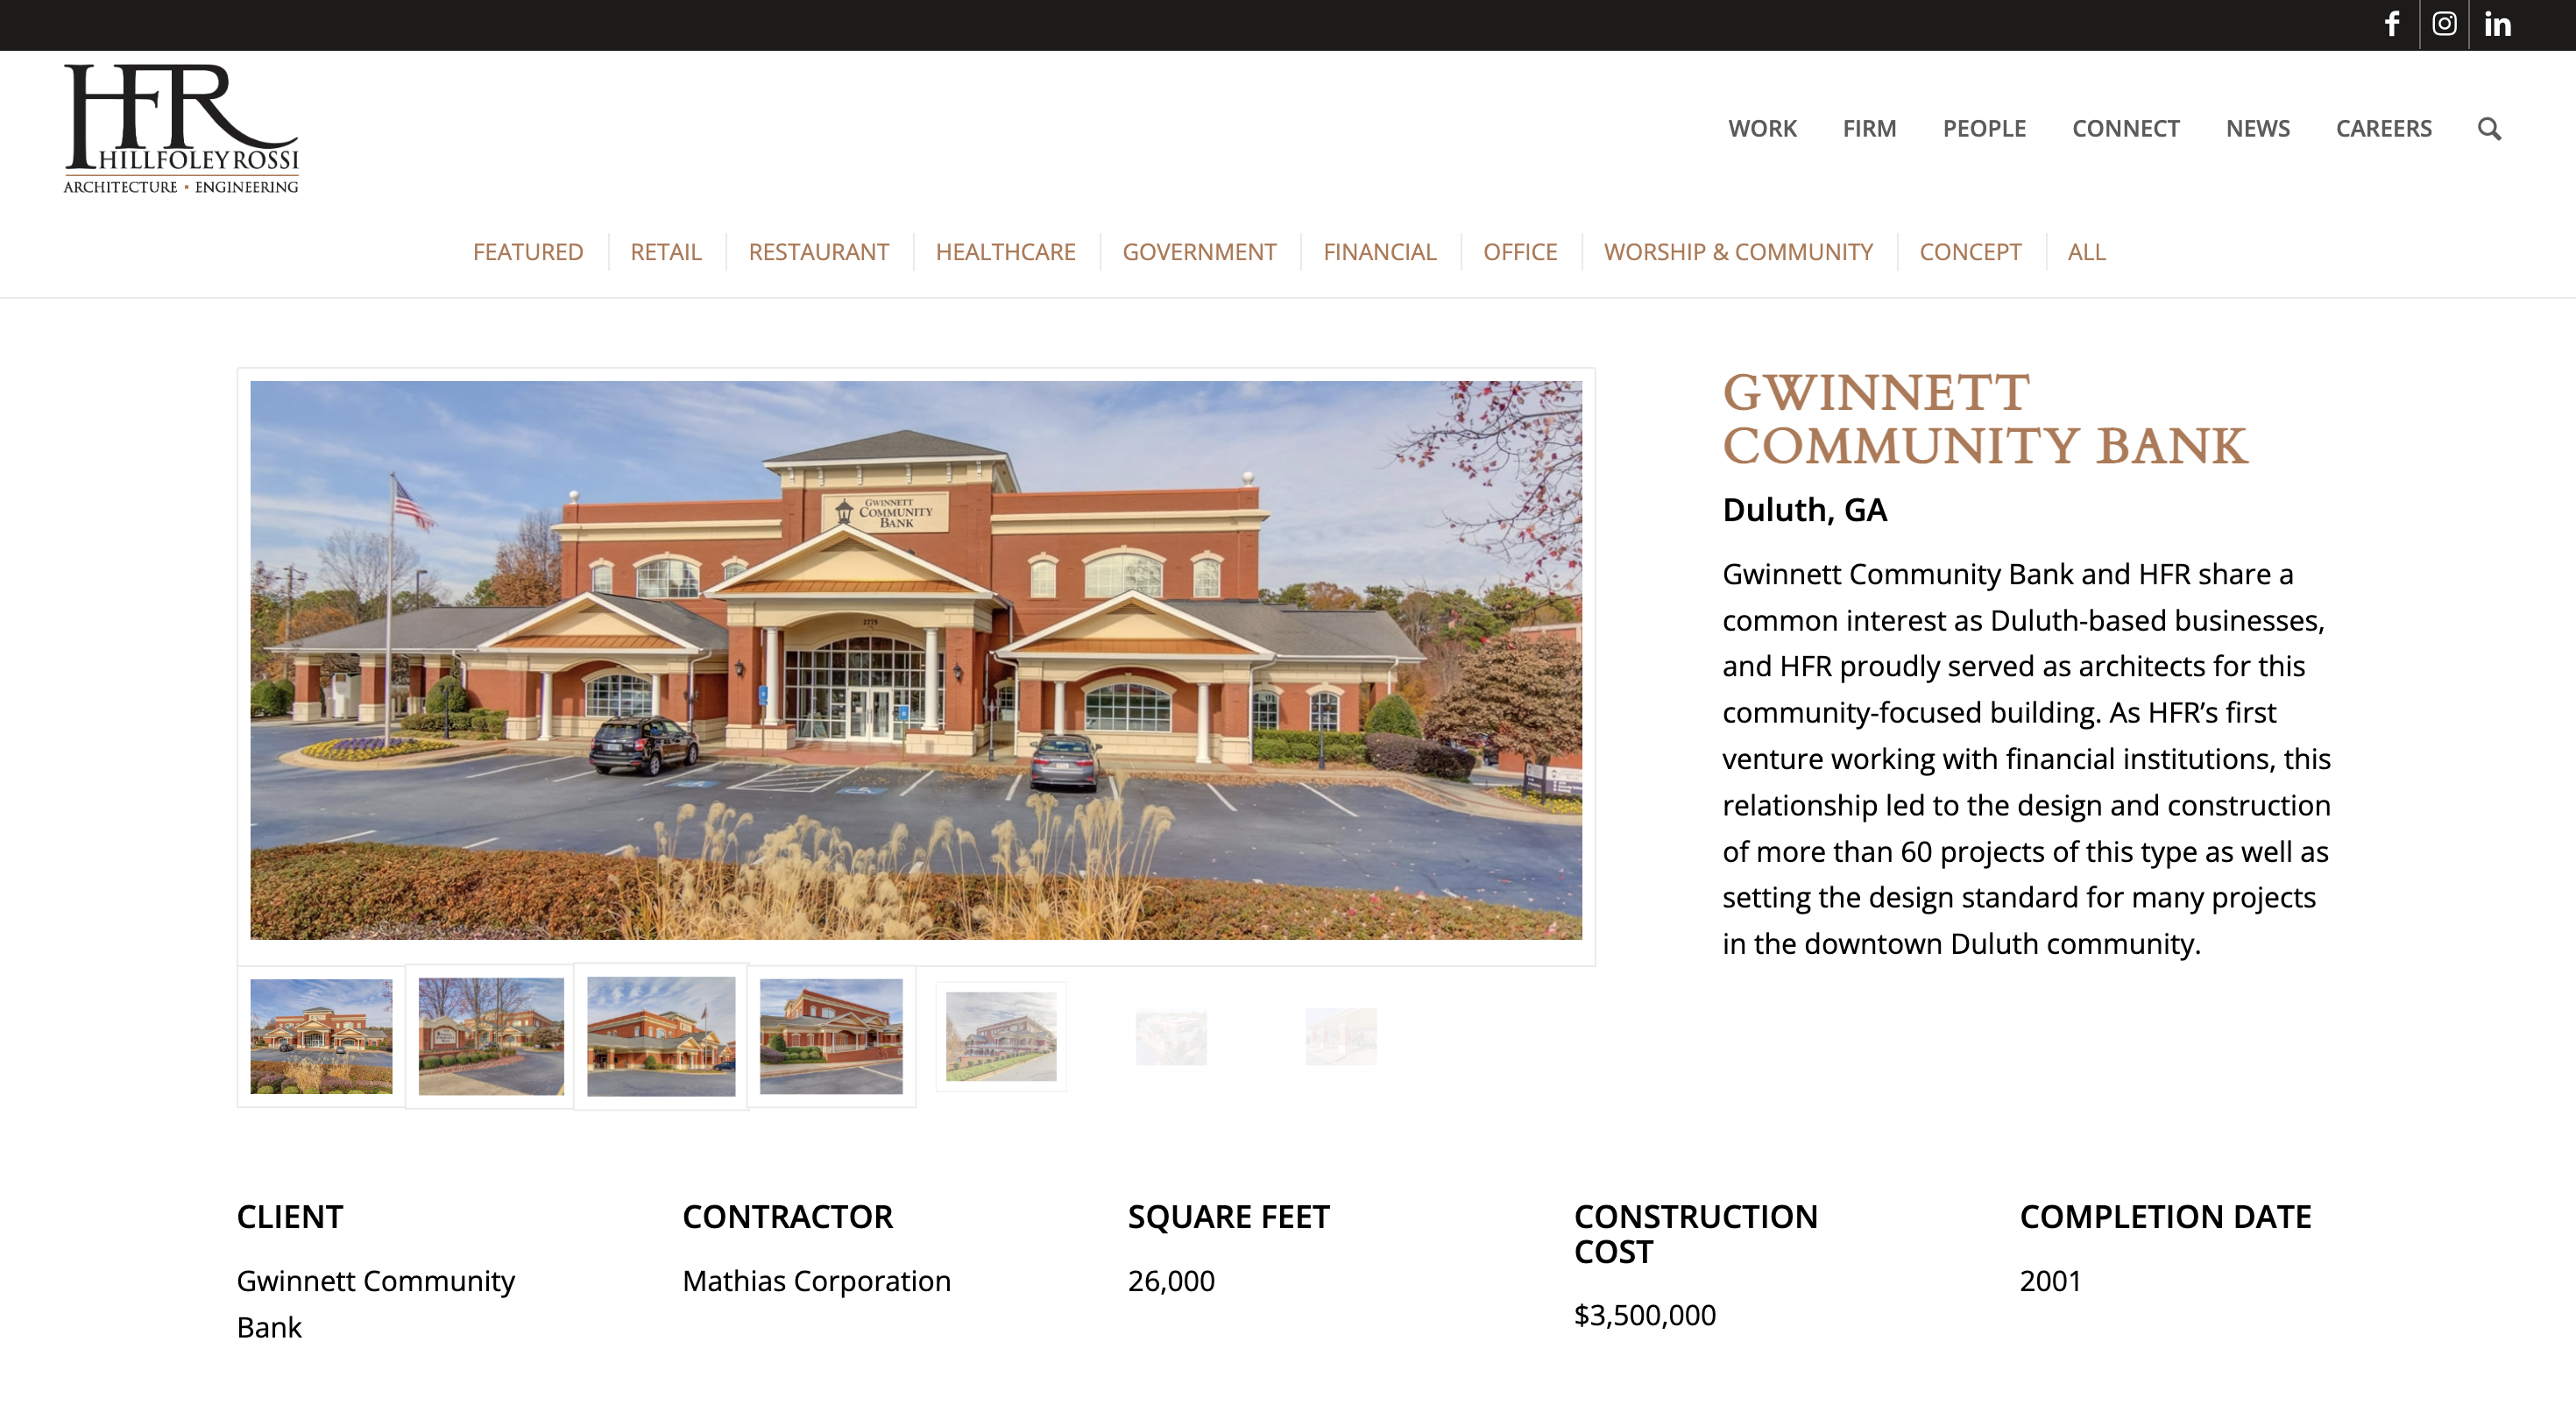 HFR
HILLFOLEYROSSI
ARCHITECTURE ▪ ENGINEERING
WORK
FIRM
PEOPLE
CONNECT
NEWS
CAREERS
FEATURED
RETAIL
RESTAURANT
HEALTHCARE
GOVERNMENT
FINANCIAL
OFFICE
WORSHIP & COMMUNITY
CONCEPT
ALL
GWINNETT
COMMUNITY
BANK
2775
GWINNETT
COMMUNITY BANK
Duluth, GA
Gwinnett Community Bank and HFR share a
common interest as Duluth-based businesses,
and HFR proudly served as architects for this
community-focused building. As HFR’s first
venture working with financial institutions, this
relationship led to the design and construction
of more than 60 projects of this type as well as
setting the design standard for many projects
in the downtown Duluth community.
CLIENT
Gwinnett Community
Bank
CONTRACTOR
Mathias Corporation
SQUARE FEET
26,000
CONSTRUCTION
COST
$3,500,000
COMPLETION DATE
2001